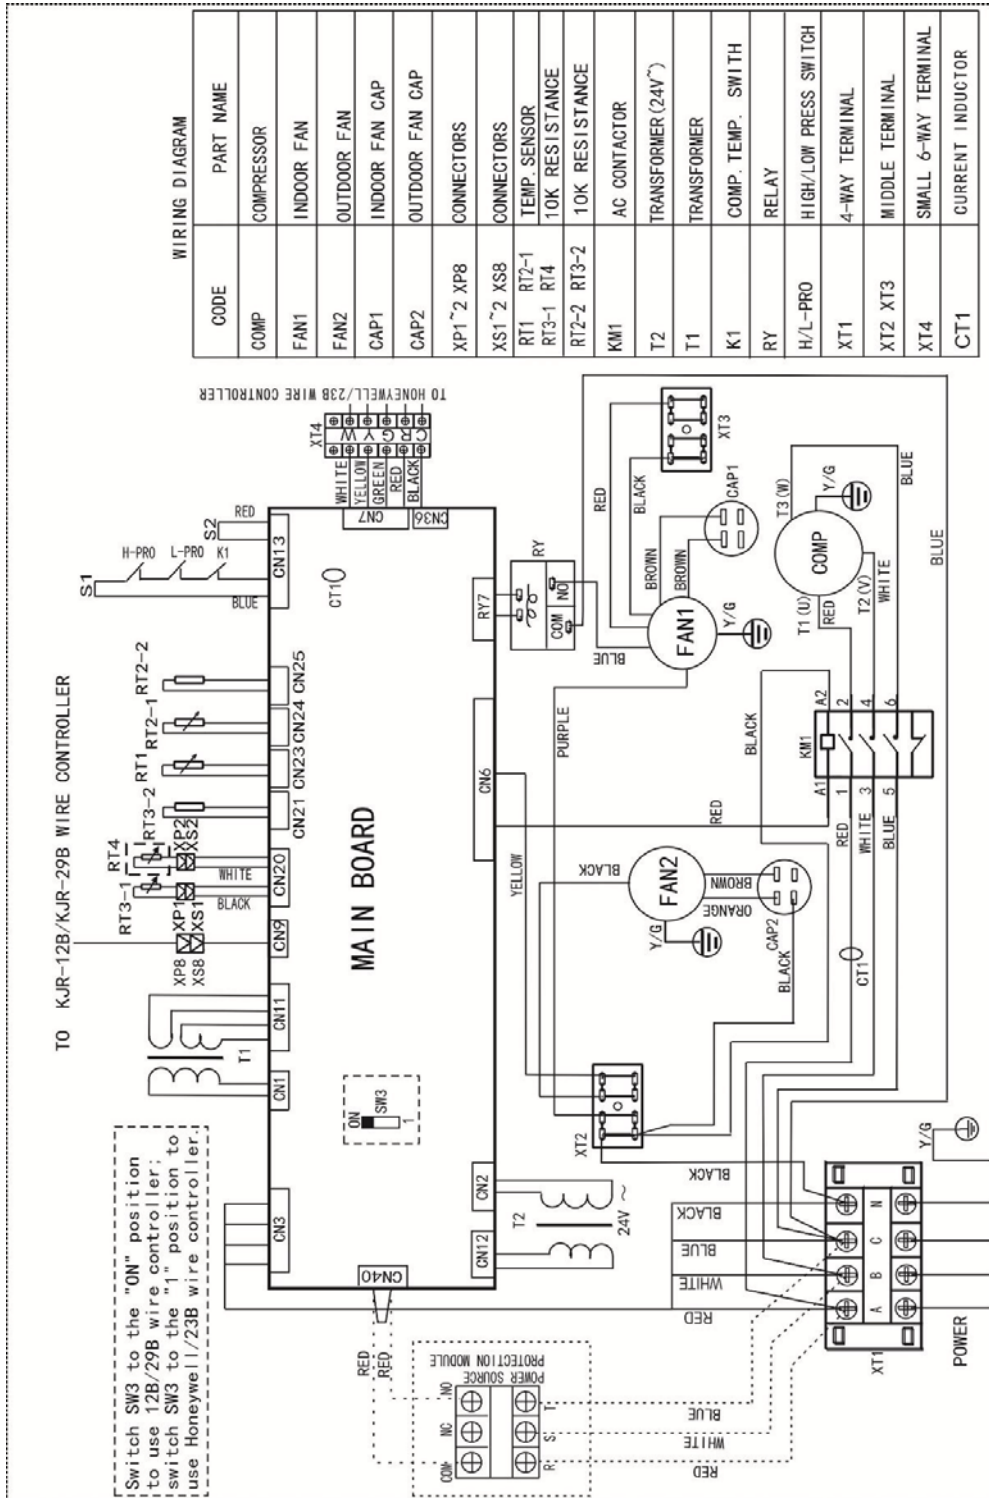 WIRING DIAGRAM
CODE PART NAME
COMP COMPRESSOR
FAN1 INDOOR FAN
FAN2 OUTDOOR FAN
CAP1 INDOOR FAN CAP
CAP2 OUTDOOR FAN CAP
XP1~2 XP8 CONNECTORS
XS1~2 XS8 CONNECTORS
RT1 RT2-1 TEMP. SENSOR
RT3-1 RT4 10K RESISTANCE
RT2-2 RT3-2 10K RESISTANCE
KM1 AC CONTACTOR
T2 TRANSFORMER(24V~)
T1 TRANSFORMER
K1 COMP. TEMP. SWITH
RY RELAY
H/L-PRO HIGH/LOW PRESS SWITCH
XT1 4-WAY TERMINAL
XT2 XT3 MIDDLE TERMINAL
XT4 SMALL 6-WAY TERMINAL
CT1 CURRENT INDUCTOR
Switch SW3 to the "ON" position
to use 12B/29B wire controller;
switch SW3 to the "1" position to
use Honeywell/23B wire controller.
TO KJR-12B/KJR-29B WIRE CONTROLLER
TO HONEYWELL/23B WIRE CONTROLLER
S1
H-PRO
L-PRO
K1
S2
RED
BLUE
RT2-2
RT2-1
RT1
RT3-2
RT4
RT3-1
XP2
XS2
XP1
XS1
XP8
XS8
WHITE
BLACK
T1
CN3
CN1
CN11
CN9
CN20
CN21
CN23
CN24
CN25
CN13
CT1
XT4
W
Y
G
R
C
WHITE
YELLOW
GREEN
RED
BLACK
CN7
CN36
MAIN BOARD
ON
SW3
1
CN40
CN12
CN2
CN6
RY7
RY
COM
NO
T2
24V ~
RED
RED
POWER SOURCE
PROTECTION MODULE
COM
NC
NO
R
S
T
RED
WHITE
BLUE
RED
WHITE
BLUE
BLACK
BLACK
XT2
YELLOW
PURPLE
BLACK
FAN2
BROWN
ORANGE
Y/G
CAP2
BLACK
RED
BLACK
BLUE
FAN1
BROWN
BROWN
Y/G
CAP1
RED
BLACK
XT3
KM1
A1
A2
1
2
3
4
5
6
RED
WHITE
BLUE
CT1
COMP
T1(U)
T2(V)
T3(W)
RED
WHITE
BLUE
Y/G
BLUE
XT1
A
B
C
N
POWER
Y/G